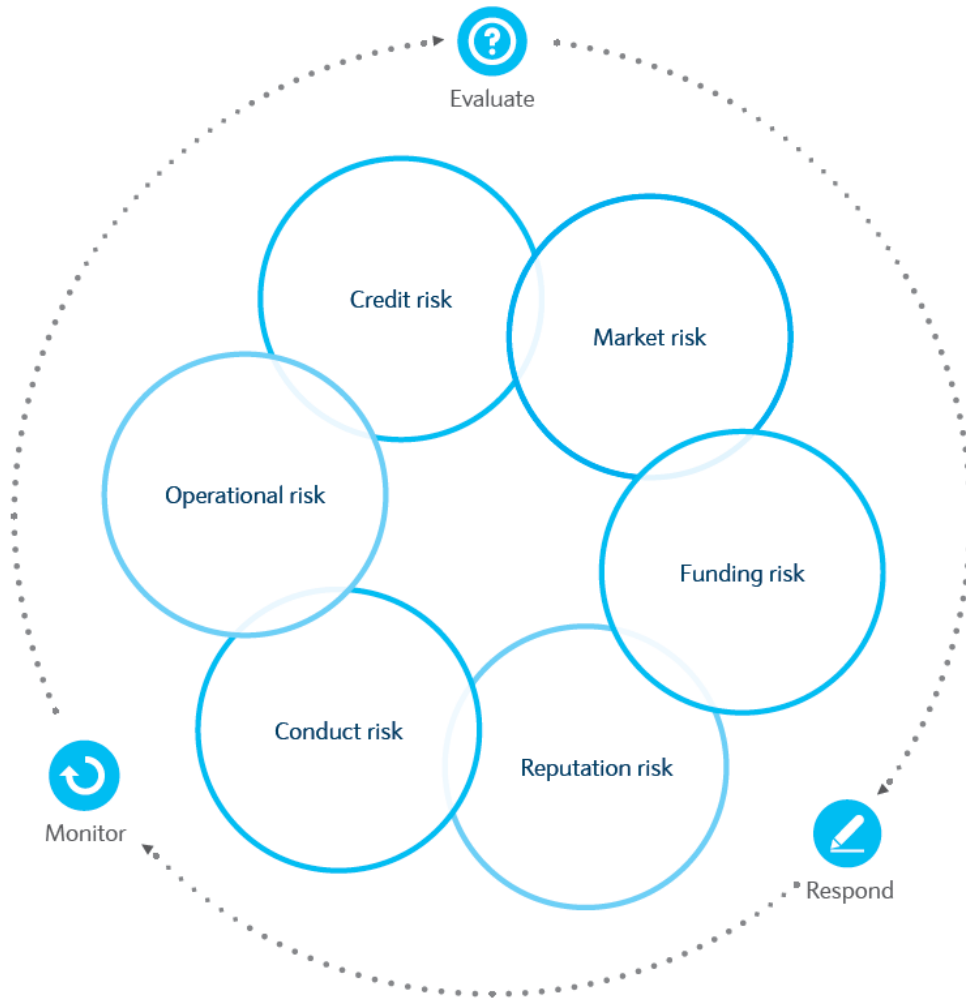 Evaluate
Credit risk
Market risk
Operational risk
Funding risk
Conduct risk
Reputation risk
Monitor
Respond